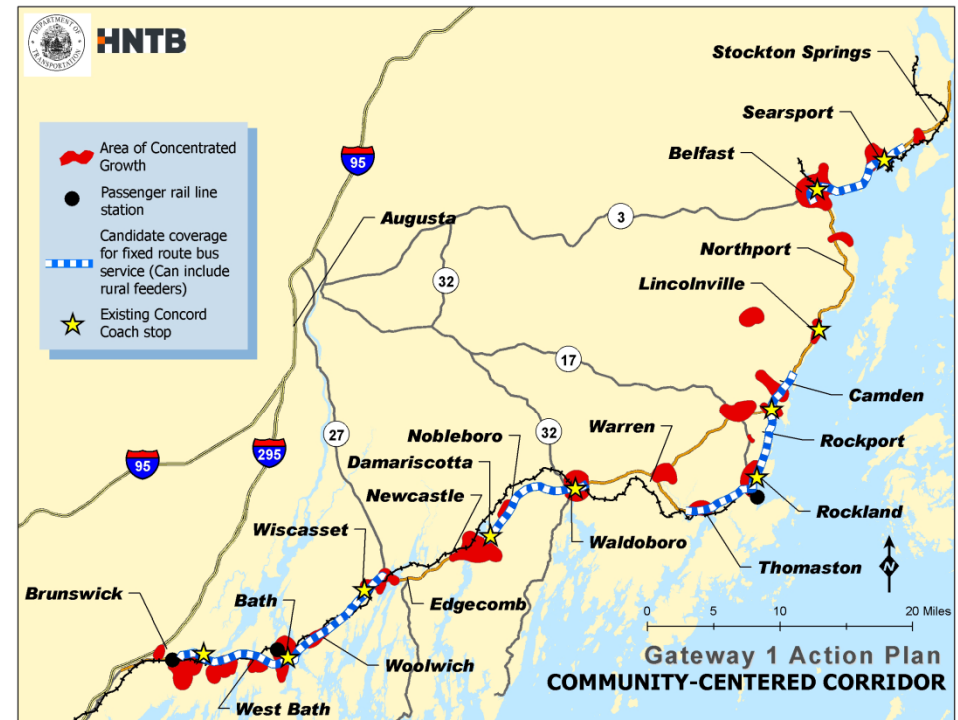 DEPARTMENT OF
TRANSPORTATION
HNTB
Stockton Springs
Searsport
Belfast
Area of Concentrated
Growth
Passenger rail line
station
Candidate coverage
for fixed route bus
service (Can include
rural feeders)
Existing Concord
Coach stop
95
Augusta
3
Northport
32
Lincolnville
17
Camden
27
Nobleboro
32
Warren
Rockport
95
295
Damariscotta
Newcastle
Rockland
Wiscasset
Waldoboro
Thomaston
N
Brunswick
Bath
Edgecomb
0 5 10 20 Miles
Woolwich
West Bath
Gateway 1 Action Plan
COMMUNITY-CENTERED CORRIDOR